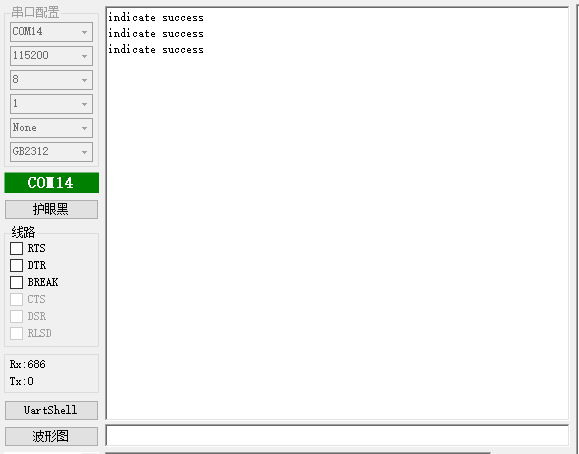 串口配置
COM14
115200
8
1
None
GB2312
COM14
护眼黑
线路
RTS
DTR
BREAK
CTS
DSR
RLSD
Rx:686
Tx:0
UartShell
波形图
indicate success
indicate success
indicate success